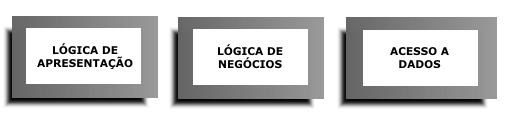 LÓGICA DE
APRESENTAÇÃO
LÓGICA DE
NEGÓCIOS
ACESSO A
DADOS